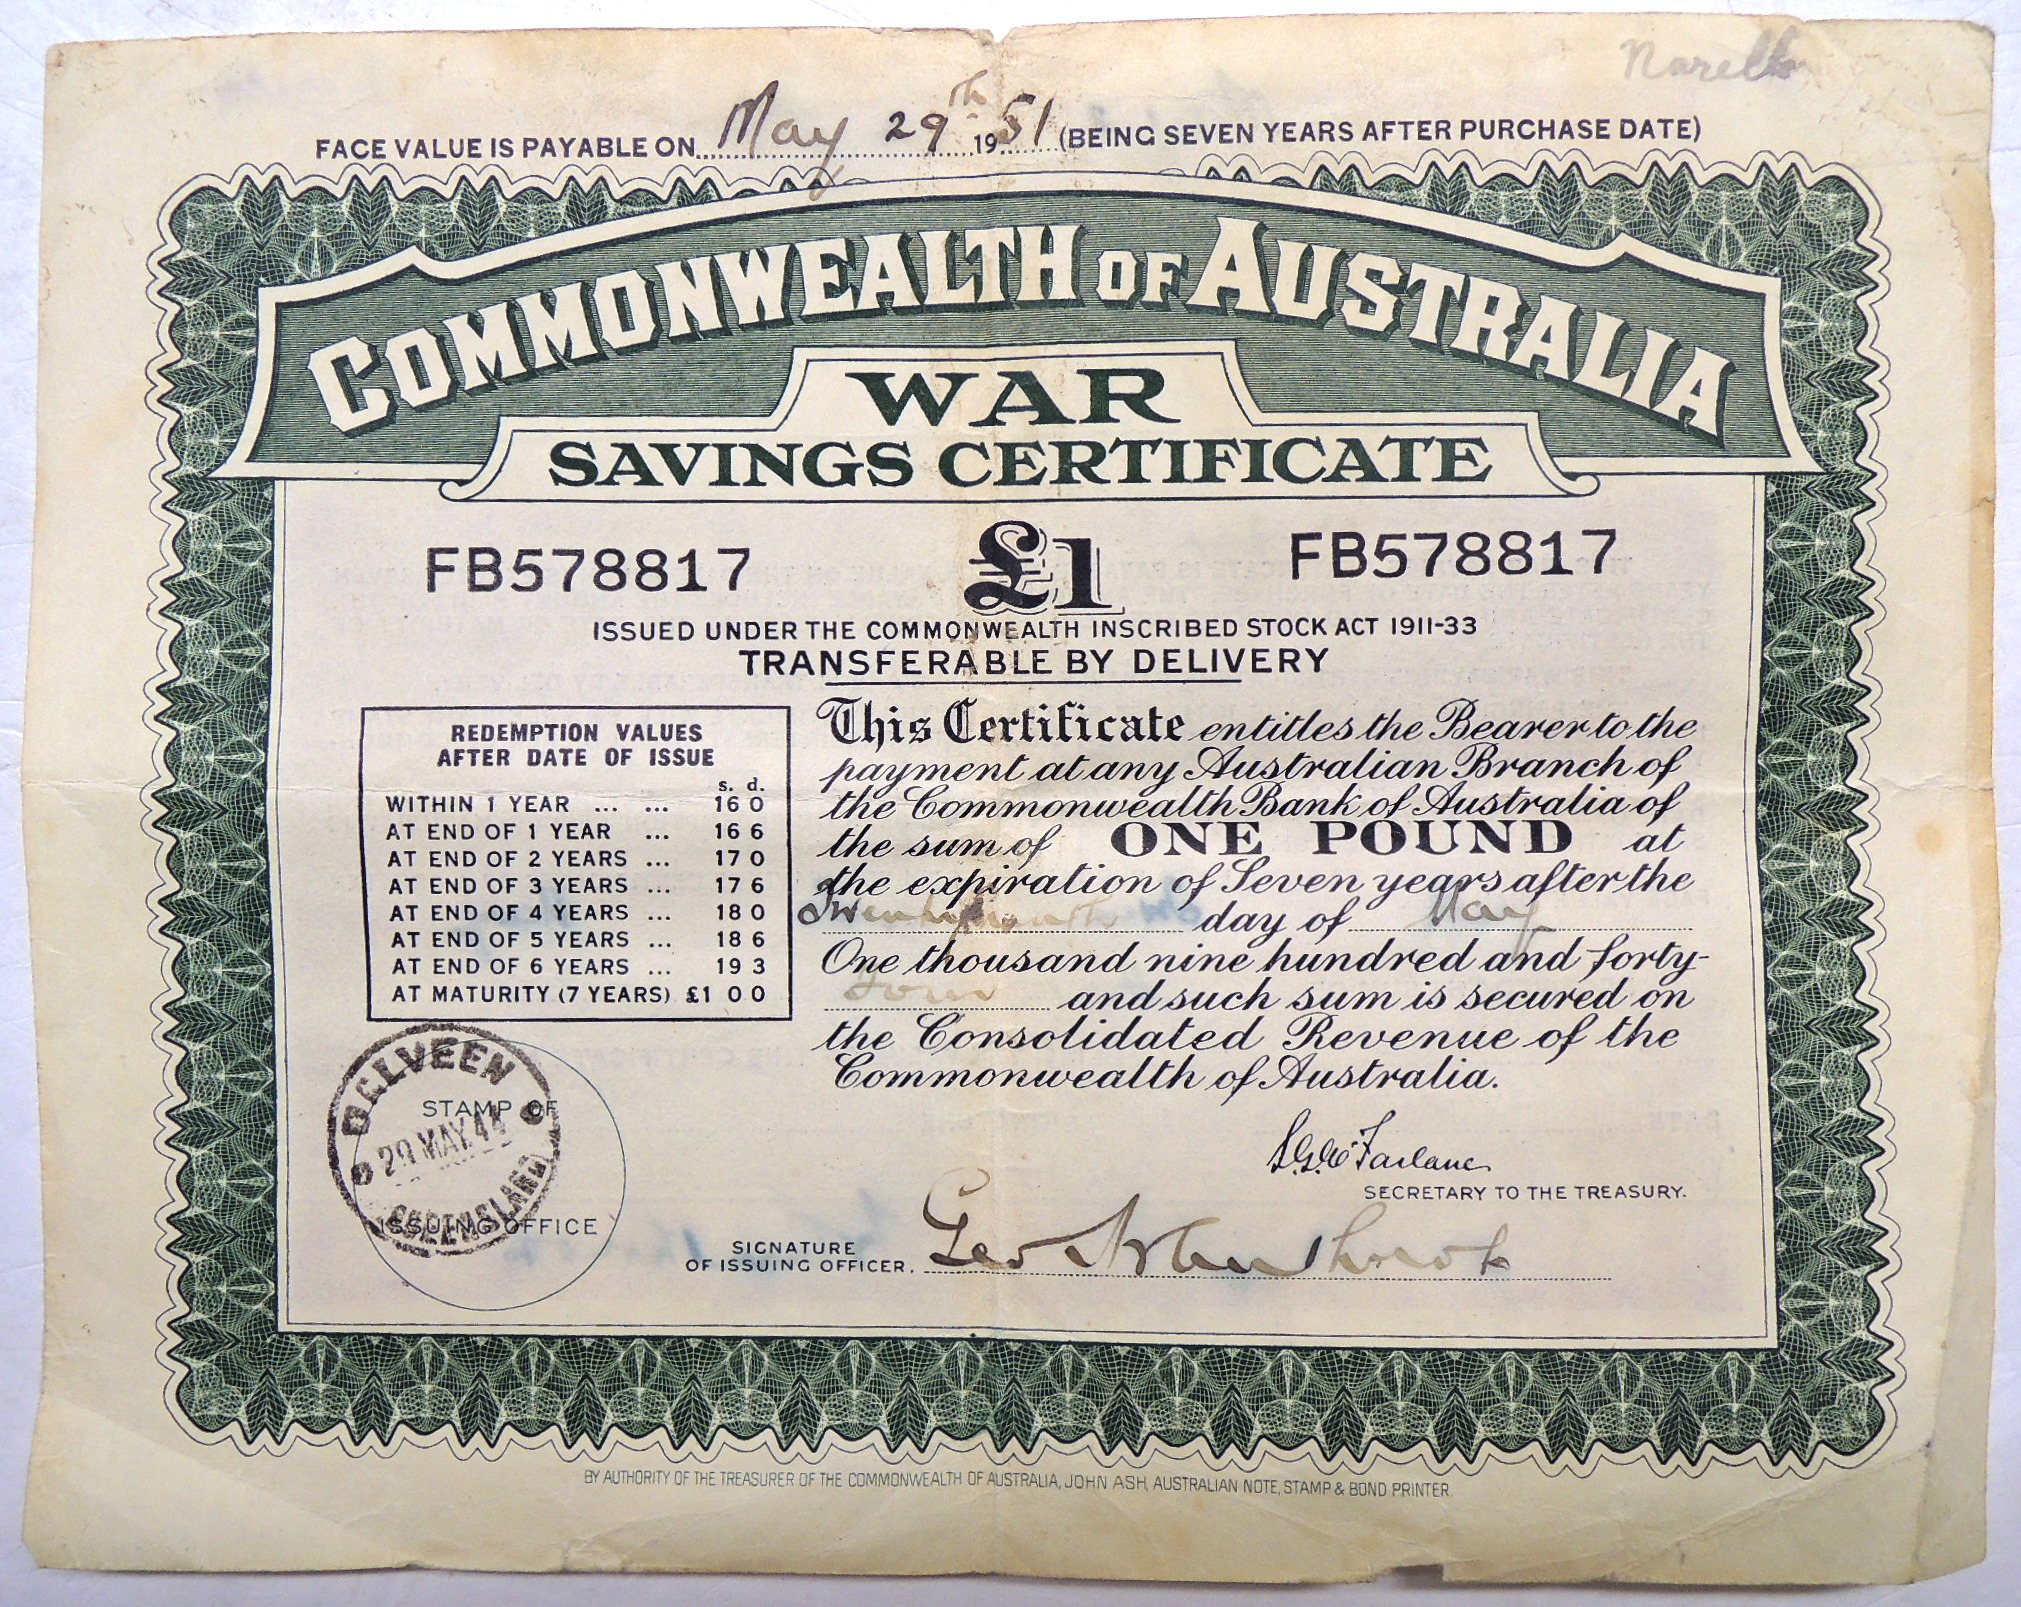 Narell
FACE VALUE IS PAYABLE ON May 29th 1951 (BEING SEVEN YEARS AFTER PURCHASE DATE)
COMMONWEALTH OF AUSTRALIA
WAR
SAVINGS CERTIFICATE
FB578817 £1 FB578817
ISSUED UNDER THE COMMONWEALTH INSCRIBED STOCK ACT 1911-33
TRANSFERABLE BY DELIVERY
REDEMPTION VALUES
AFTER DATE OF ISSUE
s. d.
WITHIN 1 YEAR ... ... 16 0
AT END OF 1 YEAR ... 16 6
AT END OF 2 YEARS ... 17 0
AT END OF 3 YEARS ... 17 6
AT END OF 4 YEARS ... 18 0
AT END OF 5 YEARS ... 18 6
AT END OF 6 YEARS ... 19 3
AT MATURITY (7 YEARS) £1 0 0
This Certificate entitles the Bearer to the
payment at any Australian Branch of
the Commonwealth Bank of Australia of
the sum of ONE POUND at
the expiration of Seven years after the
Twenty ninth day of May
One thousand nine hundred and forty-
four and such sum is secured on
the Consolidated Revenue of the
Commonwealth of Australia.
29 MAY.44
QUEENSLAND
STAMP OF
ISSUING OFFICE
S.G. McFarlane
SECRETARY TO THE TREASURY.
SIGNATURE
OF ISSUING OFFICER. Geo
BY AUTHORITY OF THE TREASURER OF THE COMMONWEALTH OF AUSTRALIA, JOHN ASH, AUSTRALIAN NOTE, STAMP & BOND PRINTER.